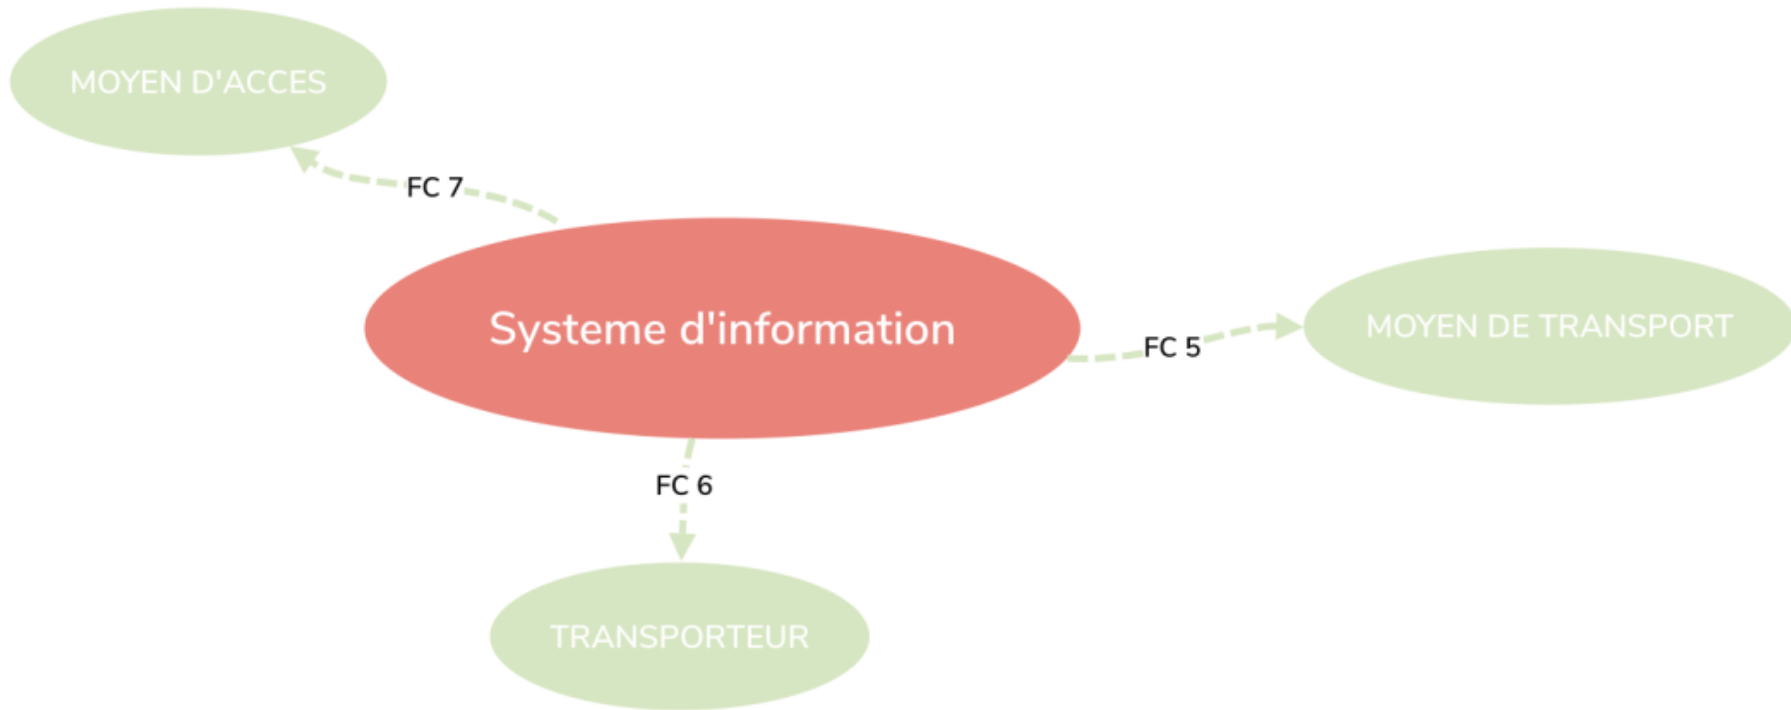 MOYEN D'ACCES
FC 7
Systeme d'information
FC 5
MOYEN DE TRANSPORT
FC 6
TRANSPORTEUR